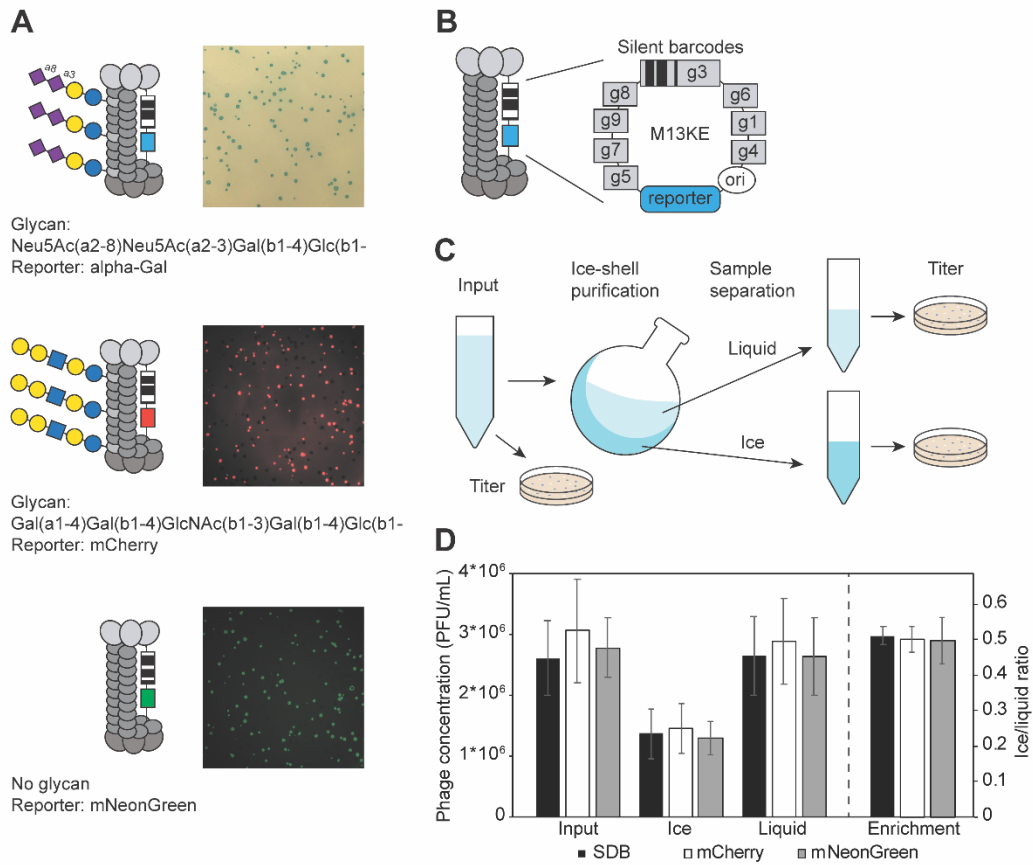 A
a8
a3
Glycan:
Neu5Ac(a2-8)Neu5Ac(a2-3)Gal(b1-4)Glc(b1-
Reporter: alpha-Gal
Glycan:
Gal(a1-4)Gal(b1-4)GlcNAc(b1-3)Gal(b1-4)Glc(b1-
Reporter: mCherry
No glycan
Reporter: mNeonGreen
B
Silent barcodes
g3
g8
g6
g9
g1
M13KE
g7
g4
g5
ori
reporter
C
Input
Ice-shell
purification
Sample
separation
Titer
Liquid
Ice
Titer
D
Phage concentration (PFU/mL)
4*10⁶
3*10⁶
2*10⁶
1*10⁶
0
0.6
0.5
0.4
0.3
0.2
0.1
0
Ice/liquid ratio
Input
Ice
Liquid
Enrichment
SDB
mCherry
mNeonGreen